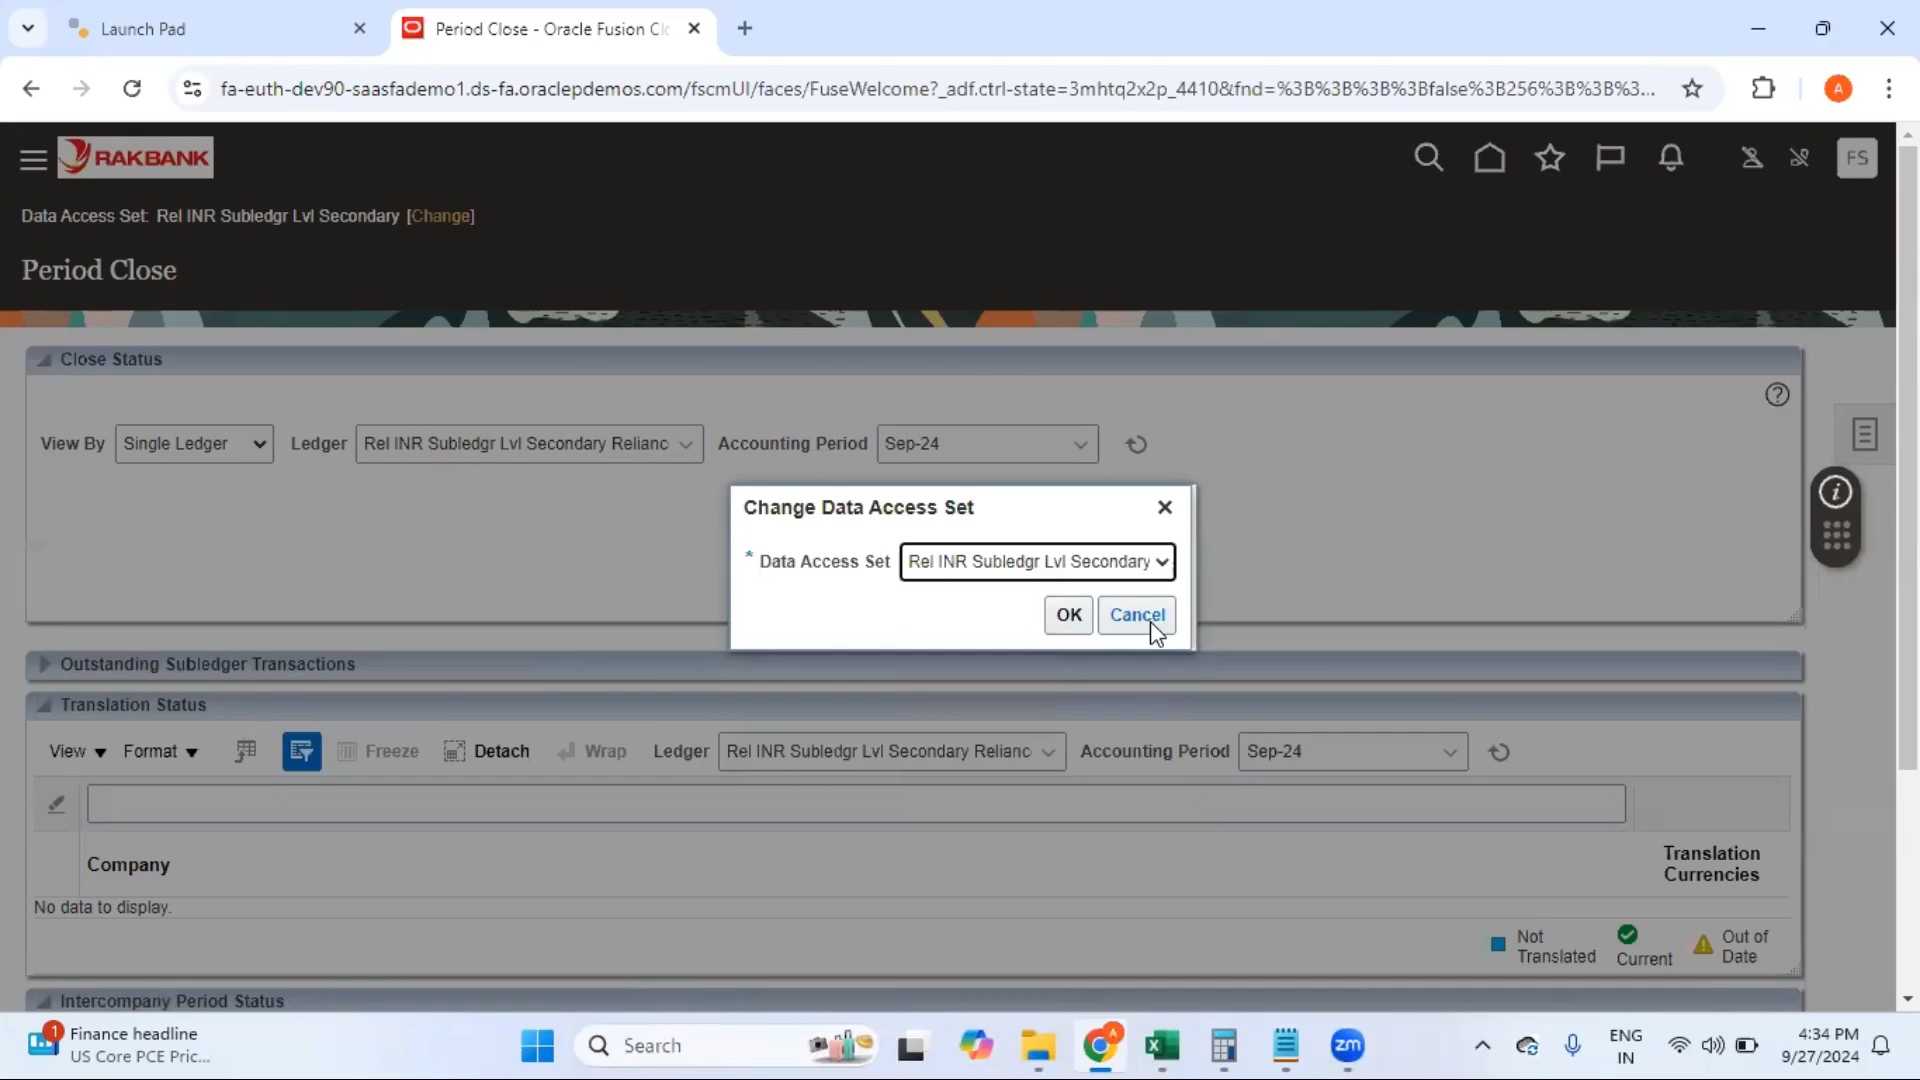 Launch Pad
Period Close - Oracle Fusion Clo
fa-euth-dev90-saasfademo1.ds-fa.oraclepdemos.com/fscmUI/faces/FuseWelcome?_adf.ctrl-state=3mhtq2x2p_4410&fnd=%3B%3B%3B%3Bfalse%3B256%3B%3B%3...
A
RAKBANK
FS
Data Access Set: Rel INR Subledgr Lvl Secondary [Change]
Period Close
Close Status
View By Single Ledger Ledger Rel INR Subledgr Lvl Secondary Relianc Accounting Period Sep-24
Change Data Access Set
* Data Access Set Rel INR Subledgr Lvl Secondary
OK Cancel
Outstanding Subledger Transactions
Translation Status
View Format Freeze Detach Wrap Ledger Rel INR Subledgr Lvl Secondary Relianc Accounting Period Sep-24
Company
Translation
Currencies
No data to display.
Not
Translated
Current
Out of
Date
Intercompany Period Status
1
Finance headline
US Core PCE Pric...
Search
A
zm
ENG
IN
4:34 PM
9/27/2024